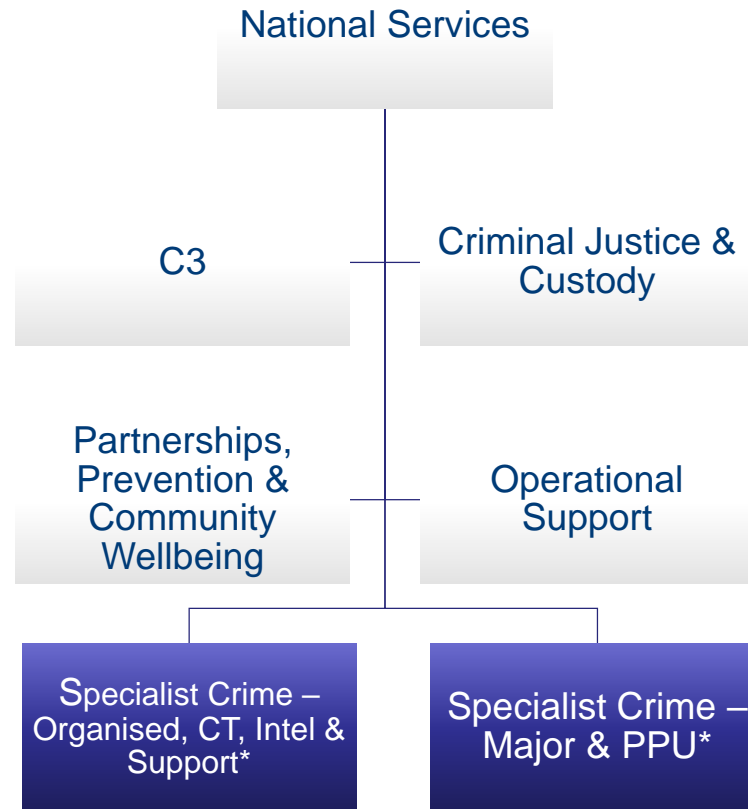 National Services
C3
Criminal Justice &
Custody
Partnerships,
Prevention &
Community
Wellbeing
Operational
Support
Specialist Crime –
Organised, CT, Intel &
Support*
Specialist Crime –
Major & PPU*